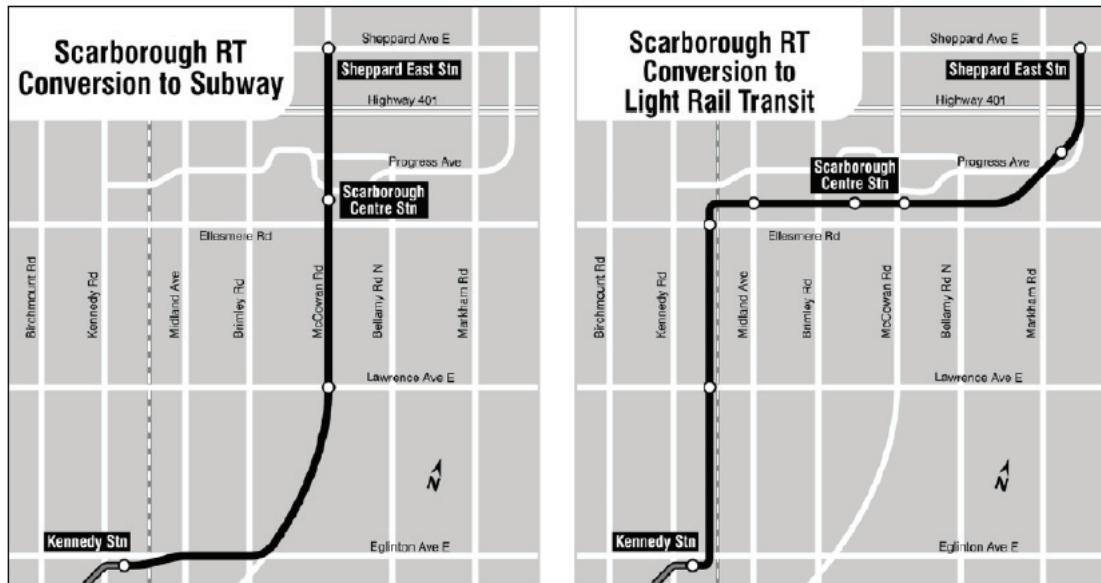 Scarborough RT
Conversion to Subway
Sheppard Ave E
Sheppard East Stn
Highway 401
Progress Ave
Scarborough
Centre Stn
Ellesmere Rd
Birchmount Rd
Kennedy Rd
Midland Ave
Brimley Rd
McCowan Rd
Bellamy Rd N
Markham Rd
Lawrence Ave E
N
Kennedy Stn
Eglinton Ave E
Scarborough RT
Conversion to
Light Rail Transit
Sheppard Ave E
Sheppard East Stn
Highway 401
Progress Ave
Scarborough
Centre Stn
Ellesmere Rd
Birchmount Rd
Kennedy Rd
Midland Ave
Brimley Rd
McCowan Rd
Bellamy Rd N
Markham Rd
Lawrence Ave E
N
Kennedy Stn
Eglinton Ave E